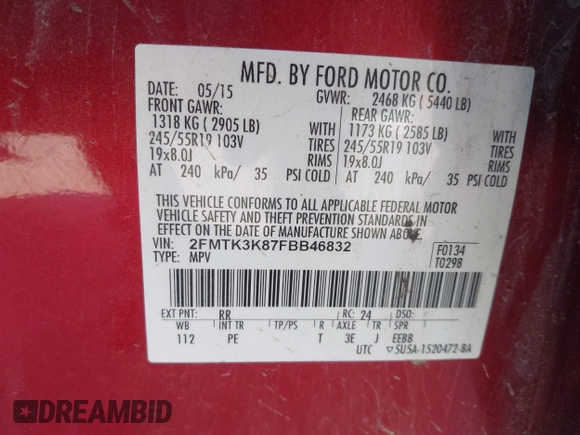 MFD. BY FORD MOTOR CO.
DATE: 05/15 GVWR: 2468 KG ( 5440 LB)
FRONT GAWR: REAR GAWR:
1318 KG ( 2905 LB) WITH 1173 KG ( 2585 LB) WITH
245/55R19 103V TIRES 245/55R19 103V TIRES
19x8.0J RIMS 19x8.0J RIMS
AT 240 kPa/ 35 PSI COLD AT 240 kPa/ 35 PSI COLD
THIS VEHICLE CONFORMS TO ALL APPLICABLE FEDERAL MOTOR
VEHICLE SAFETY AND THEFT PREVENTION STANDARDS IN
EFFECT ON THE DATE OF MANUFACTURE SHOWN ABOVE.
VIN: 2FMTK3K87FBB46832 F0134
TYPE: MPV T0298
EXT PNT: RR RC: 24 DSO:
WB INT TR TP/PS R AXLE TR SPR
112 PE T 3E J EEBB
UTC ▽5U5A-1520472-BA
DREAMBID